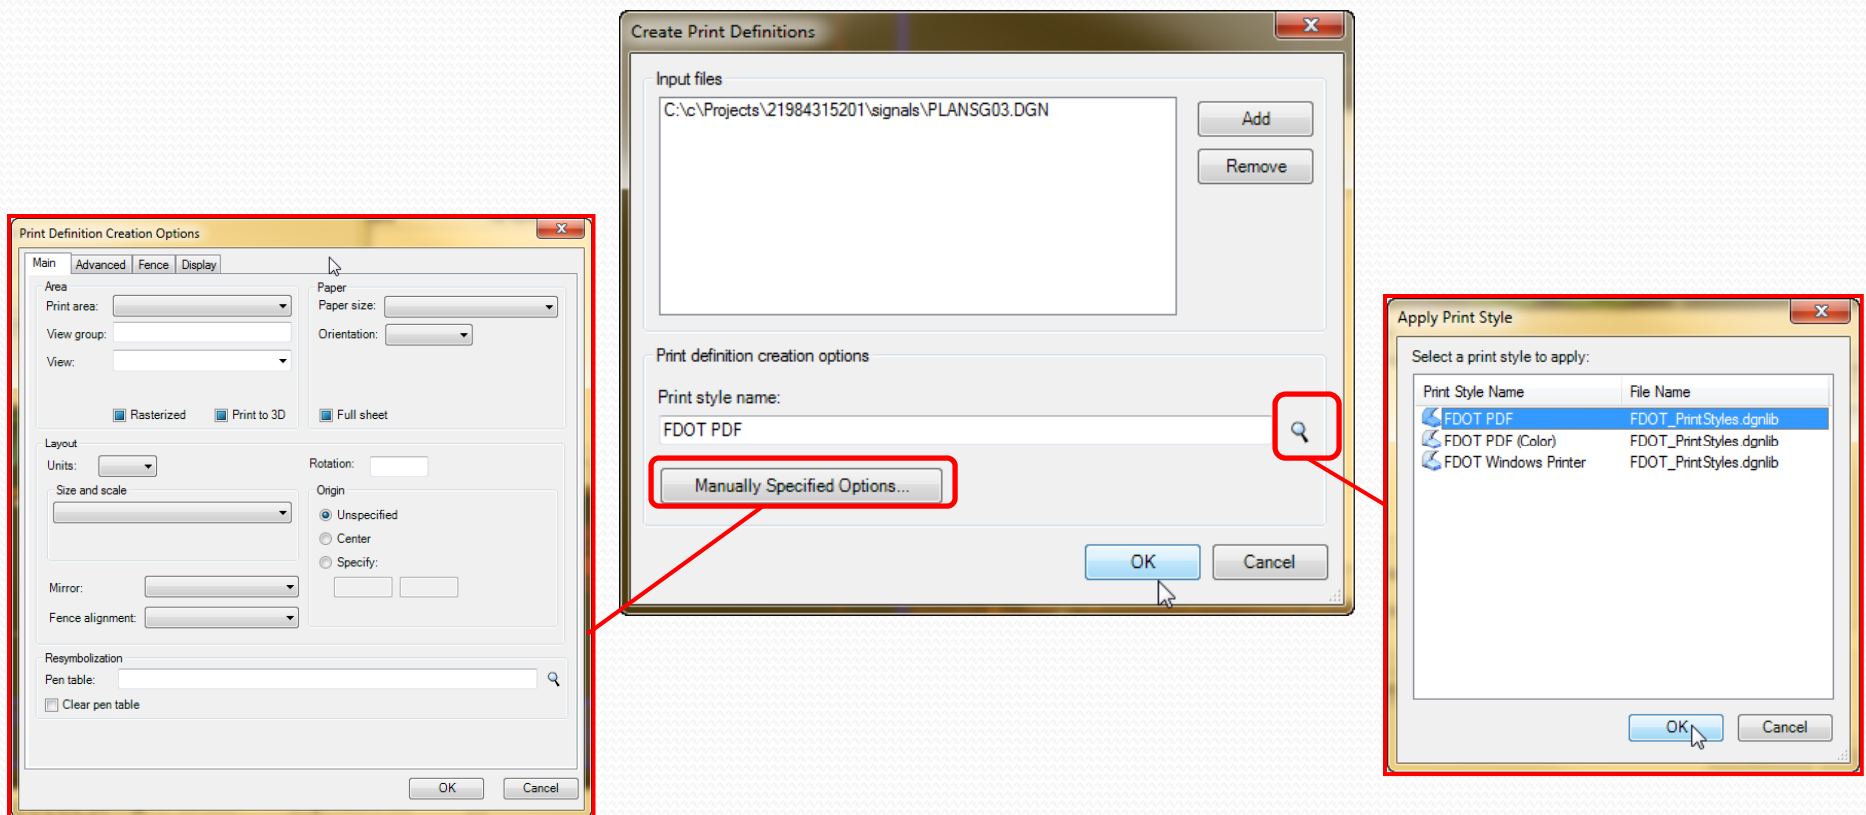 Create Print Definitions
Input files
C:\c\Projects\21984315201\signals\PLANSG03.DGN
Add
Remove
Print definition creation options
Print style name:
FDOT PDF
Manually Specified Options...
OK
Cancel
Print Definition Creation Options
Main Advanced Fence Display
Area
Print area:
View group:
View:
Rasterized Print to 3D
Paper
Paper size:
Orientation:
Full sheet
Layout
Units:
Size and scale
Mirror:
Fence alignment:
Rotation:
Origin
Unspecified
Center
Specify:
Resymbolization
Pen table:
Clear pen table
OK Cancel
Apply Print Style
Select a print style to apply:
Print Style Name File Name
FDOT PDF FDOT_PrintStyles.dgnlib
FDOT PDF (Color) FDOT_PrintStyles.dgnlib
FDOT Windows Printer FDOT_PrintStyles.dgnlib
OK Cancel